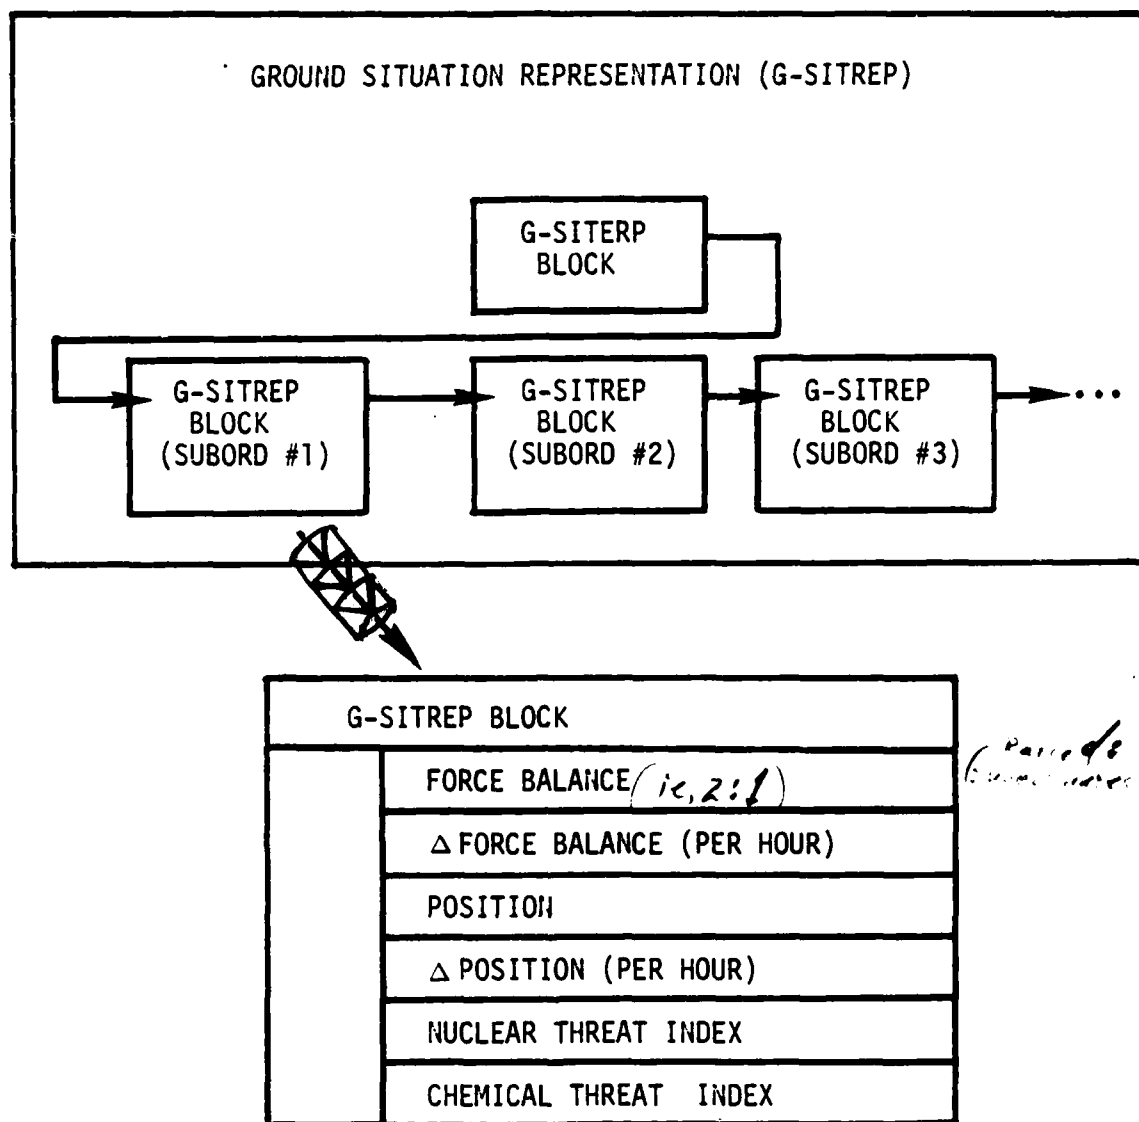 GROUND SITUATION REPRESENTATION (G-SITREP)
G-SITERP
BLOCK
G-SITREP
BLOCK
(SUBORD #1)
G-SITREP
BLOCK
(SUBORD #2)
G-SITREP
BLOCK
(SUBORD #3)
...
G-SITREP BLOCK
FORCE BALANCE (ie, 2:1)
Δ FORCE BALANCE (PER HOUR)
POSITION
Δ POSITION (PER HOUR)
NUCLEAR THREAT INDEX
CHEMICAL THREAT INDEX